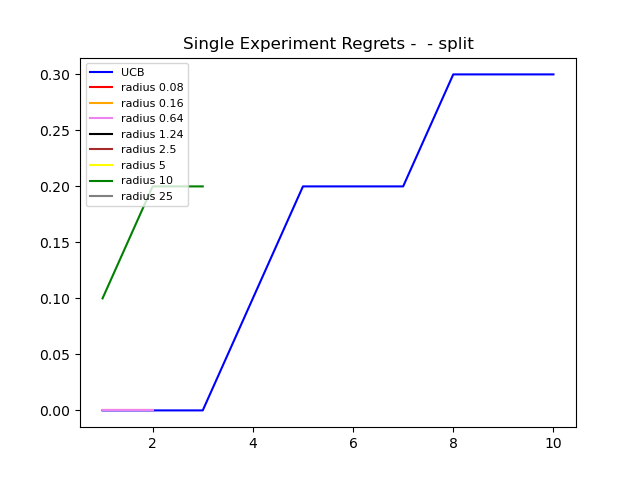 Single Experiment Regrets -  - split
UCB
radius 0.08
radius 0.16
radius 0.64
radius 1.24
radius 2.5
radius 5
radius 10
radius 25
0.30
0.25
0.20
0.15
0.10
0.05
0.00
2 4 6 8 10